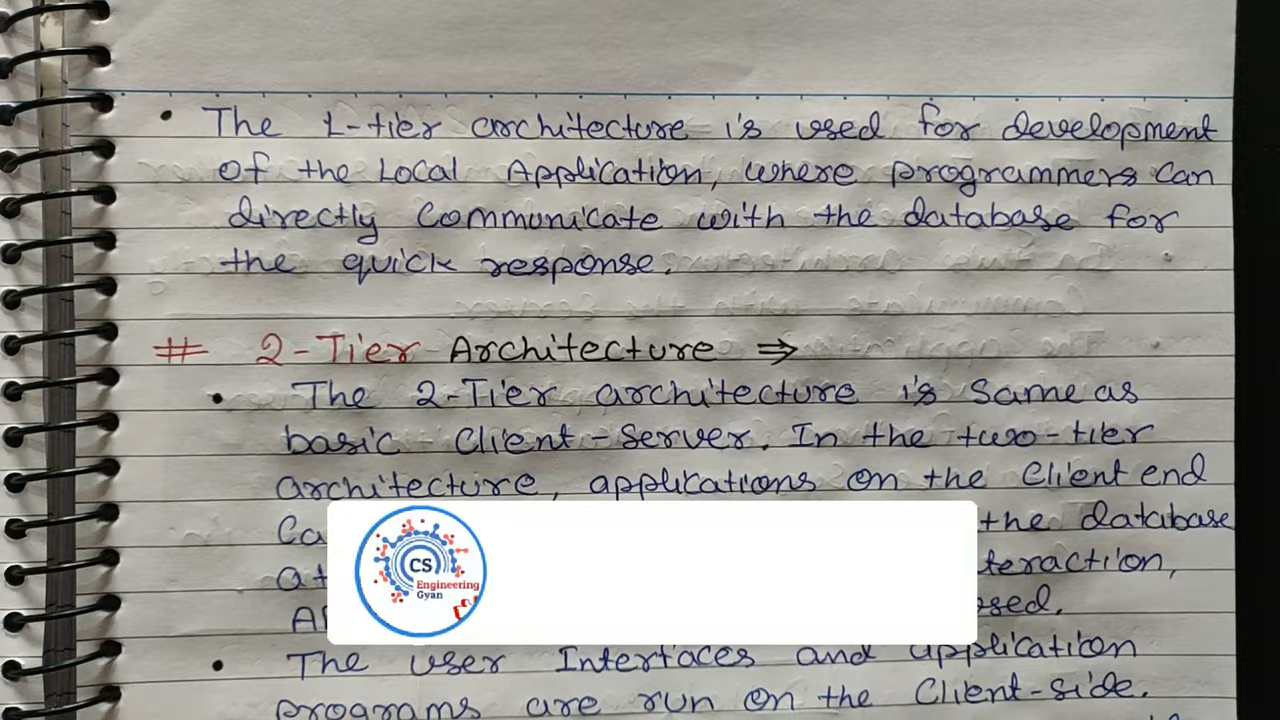 • The 1-tier architecture is used for development
of the Local Application, where programmers can
directly communicate with the database for
the quick response.
# 2-Tier Architecture ⇒
• The 2-Tier architecture is same as
basic Client-Server. In the two-tier
architecture, applications on the Client end
the database
CS
Engineering
Gyan
• The user Interfaces and application
programs are run on the Client-side.